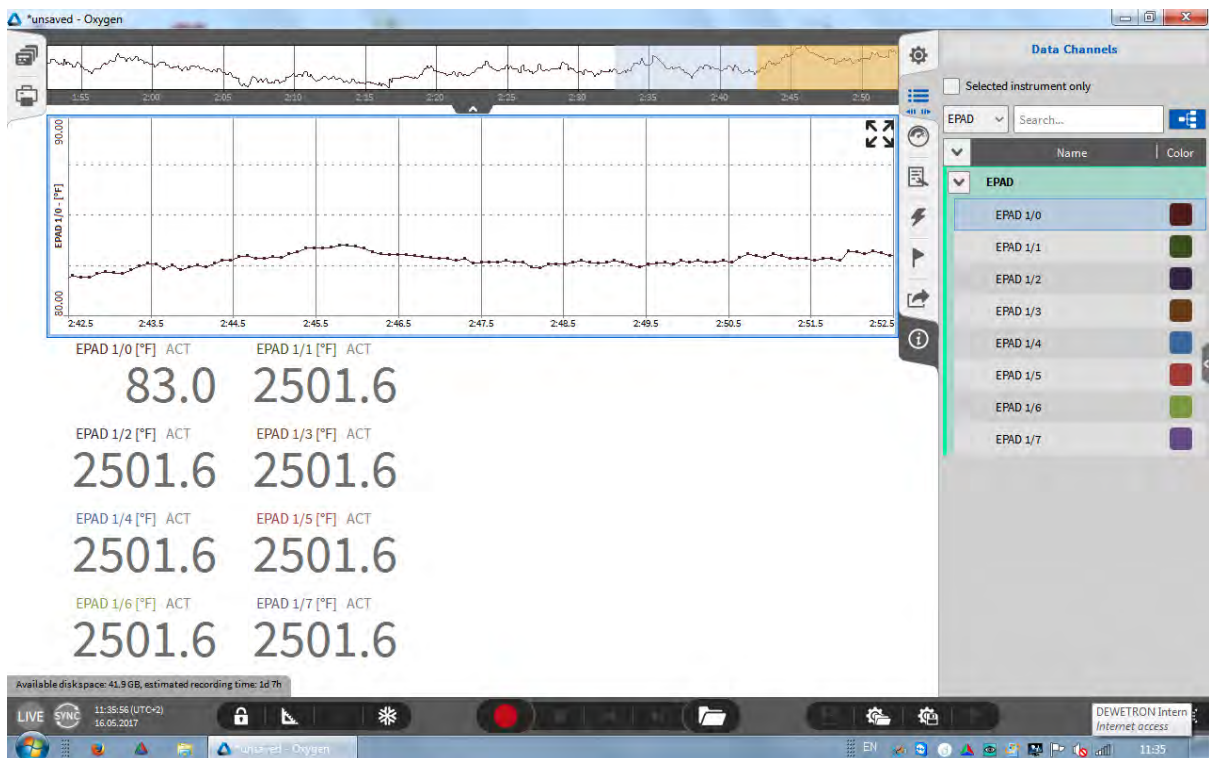 *unsaved - Oxygen
Data Channels
Selected instrument only
EPAD Search...
Name Color
EPAD
EPAD 1/0
EPAD 1/1
EPAD 1/2
EPAD 1/3
EPAD 1/4
EPAD 1/5
EPAD 1/6
EPAD 1/7
1:55 2:00 2:05 2:10 2:15 2:20 2:25 2:30 2:35 2:40 2:45 2:50
90.00
EPAD 1/0 - [°F]
80.00
2:42.5 2:43.5 2:44.5 2:45.5 2:46.5 2:47.5 2:48.5 2:49.5 2:50.5 2:51.5 2:52.5
EPAD 1/0 [°F] ACT EPAD 1/1 [°F] ACT
83.0 2501.6
EPAD 1/2 [°F] ACT EPAD 1/3 [°F] ACT
2501.6 2501.6
EPAD 1/4 [°F] ACT EPAD 1/5 [°F] ACT
2501.6 2501.6
EPAD 1/6 [°F] ACT EPAD 1/7 [°F] ACT
2501.6 2501.6
Available disk space: 41.9 GB, estimated recording time: 1d 7h
LIVE SYNC 11:35:56 (UTC+2)
16.05.2017
DEWETRON Intern
Internet access
*unsaved - Oxygen
EN 11:35